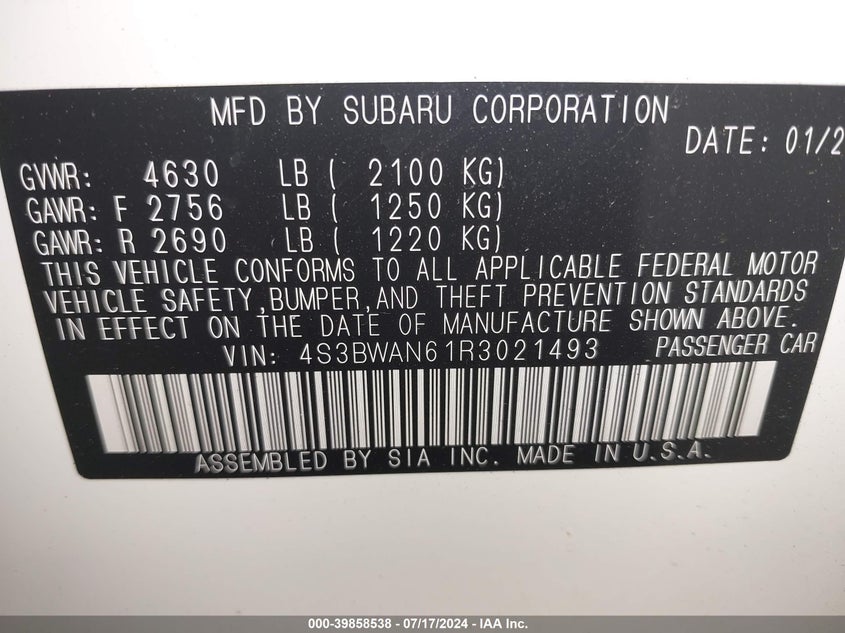 MFD BY SUBARU CORPORATION
DATE: 01/2
GVWR: 4630 LB ( 2100 KG)
GAWR: F 2756 LB ( 1250 KG)
GAWR: R 2690 LB ( 1220 KG)
THIS VEHICLE CONFORMS TO ALL APPLICABLE FEDERAL MOTOR
VEHICLE SAFETY,BUMPER,AND THEFT PREVENTION STANDARDS
IN EFFECT ON THE DATE OF MANUFACTURE SHOWN ABOVE.
VIN: 4S3BWAN61R3021493 PASSENGER CAR
ASSEMBLED BY SIA INC. MADE IN U.S.A.
000-39858538 - 07/17/2024 - IAA Inc.